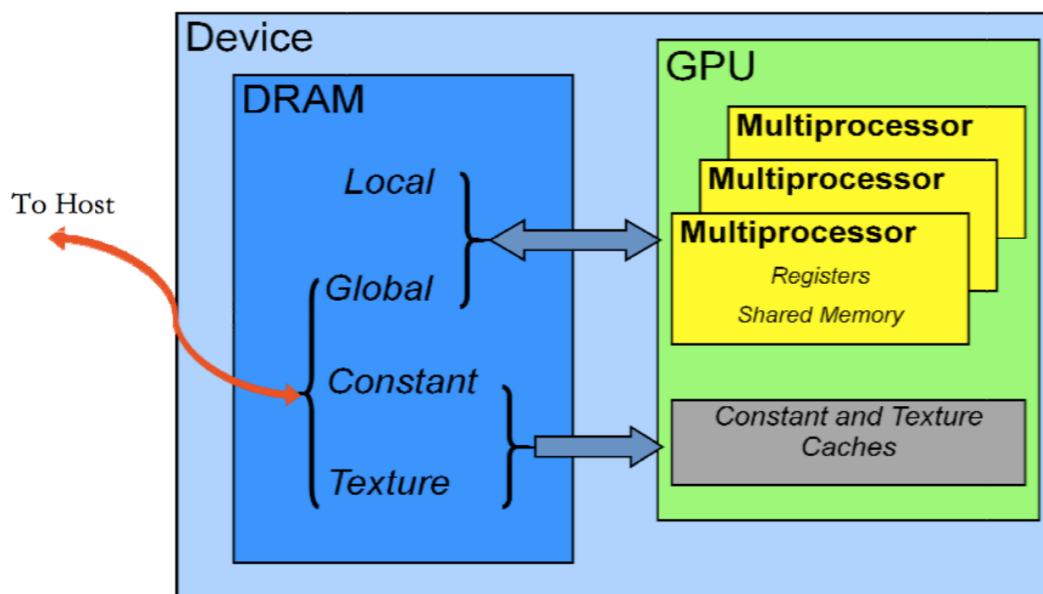 Device
DRAM
Local
Global
Constant
Texture
To Host
GPU
Multiprocessor
Multiprocessor
Multiprocessor
Registers
Shared Memory
Constant and Texture
Caches